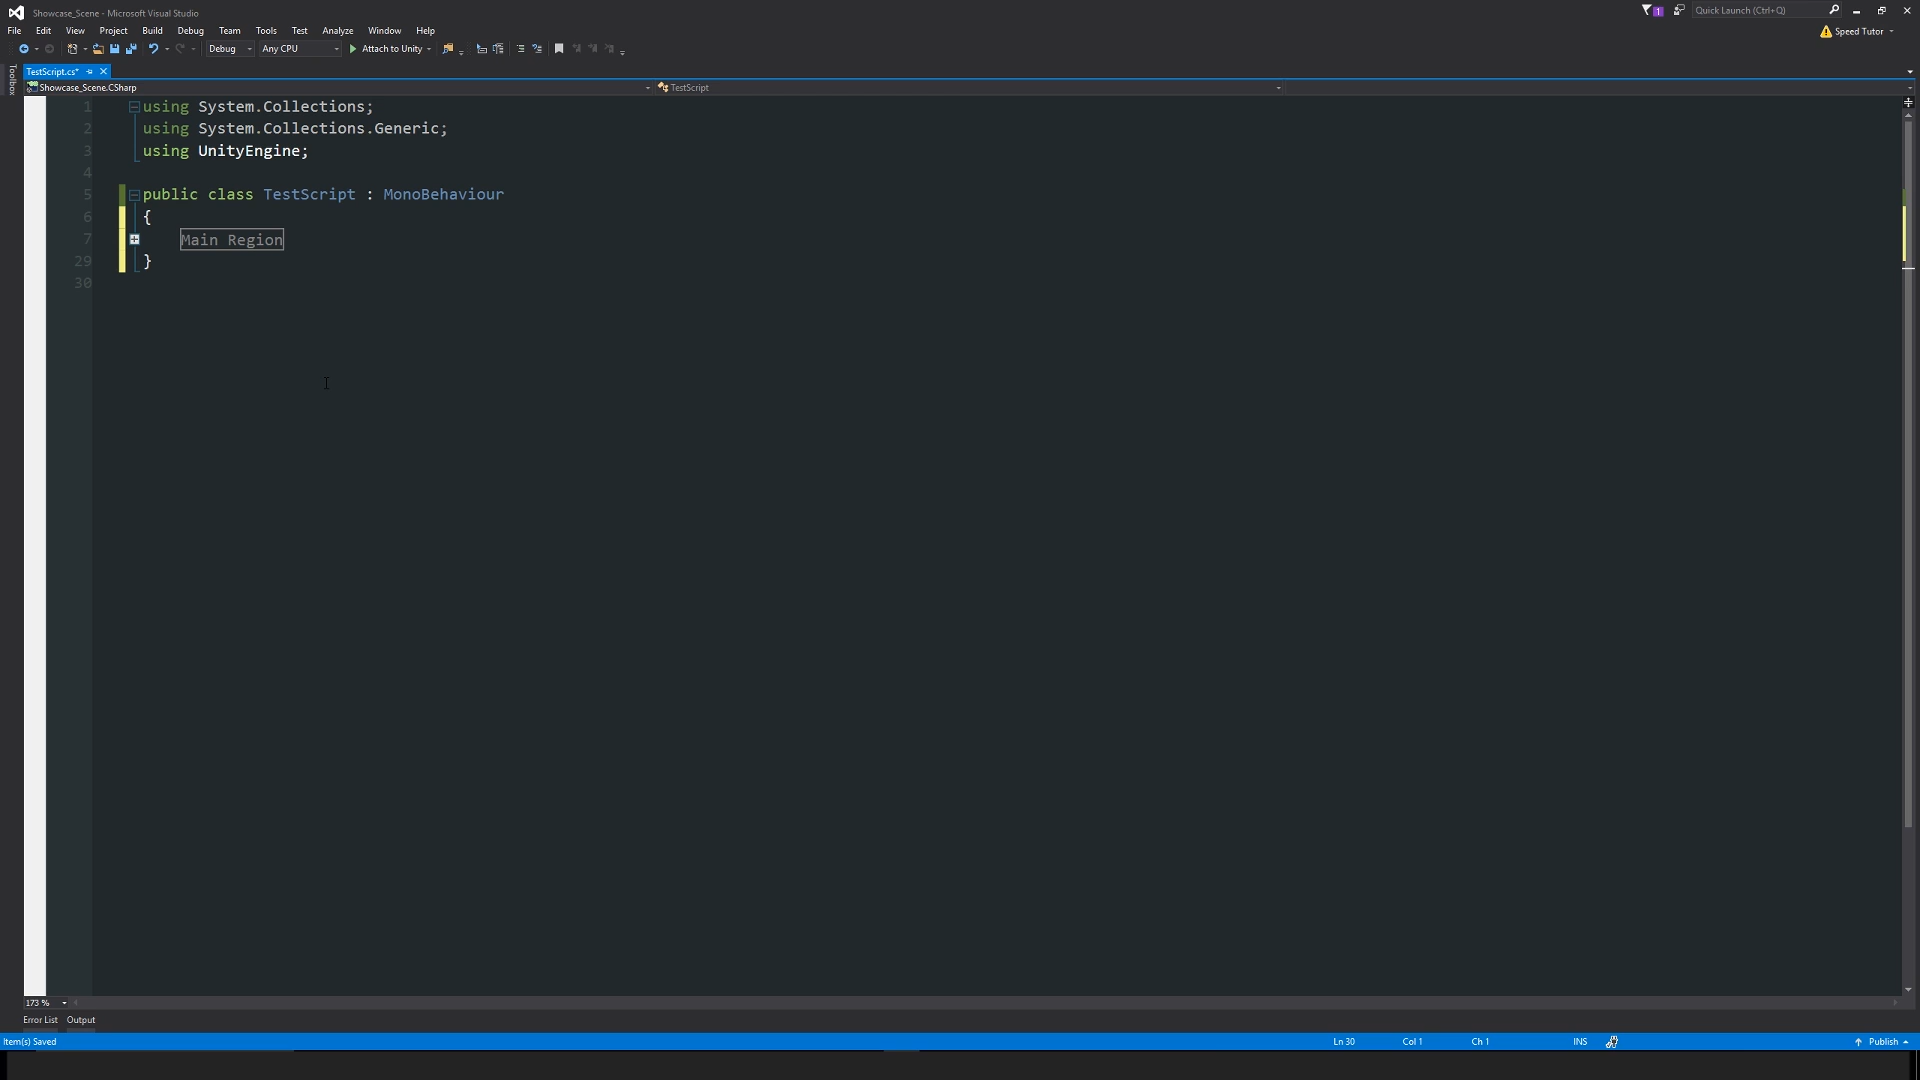 Showcase_Scene - Microsoft Visual Studio
1
Quick Launch (Ctrl+Q)
File Edit View Project Build Debug Team Tools Test Analyze Window Help
Speed Tutor
Debug Any CPU Attach to Unity
Toolbox
TestScript.cs*
Showcase_Scene.CSharp TestScript
1 using System.Collections;
2 using System.Collections.Generic;
3 using UnityEngine;
4
5 public class TestScript : MonoBehaviour
6 {
7 Main Region
29 }
30
173 %
Error List Output
Item(s) Saved Ln 30 Col 1 Ch 1 INS Publish